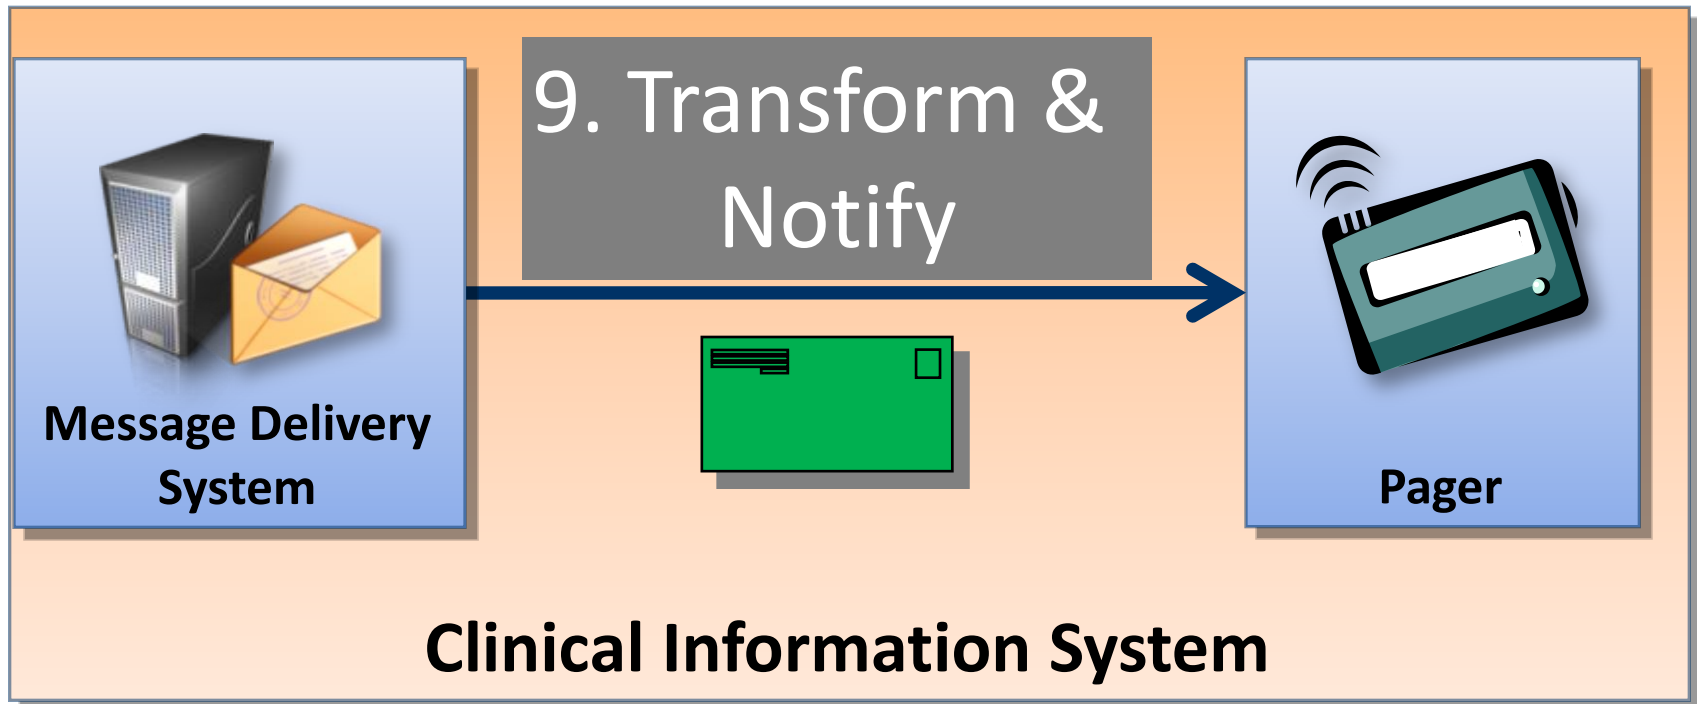 9. Transform &
Notify
Message Delivery
System
Pager
Clinical Information System